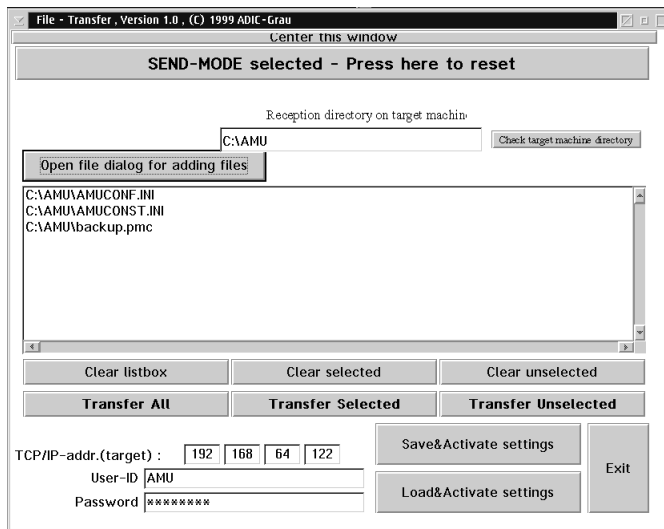 File - Transfer , Version 1.0 , (C) 1999 ADIC-Grau
Center this window
SEND-MODE selected - Press here to reset
Reception directory on target machin
C:\AMU
Check target machine directory
Open file dialog for adding files
C:\AMU\AMUCONF.INI
C:\AMU\AMUCONST.INI
C:\AMU\backup.pmc
Clear listbox
Clear selected
Clear unselected
Transfer All
Transfer Selected
Transfer Unselected
TCP/IP-addr.(target) : 192 168 64 122
User-ID AMU
Password ********
Save&Activate settings
Load&Activate settings
Exit